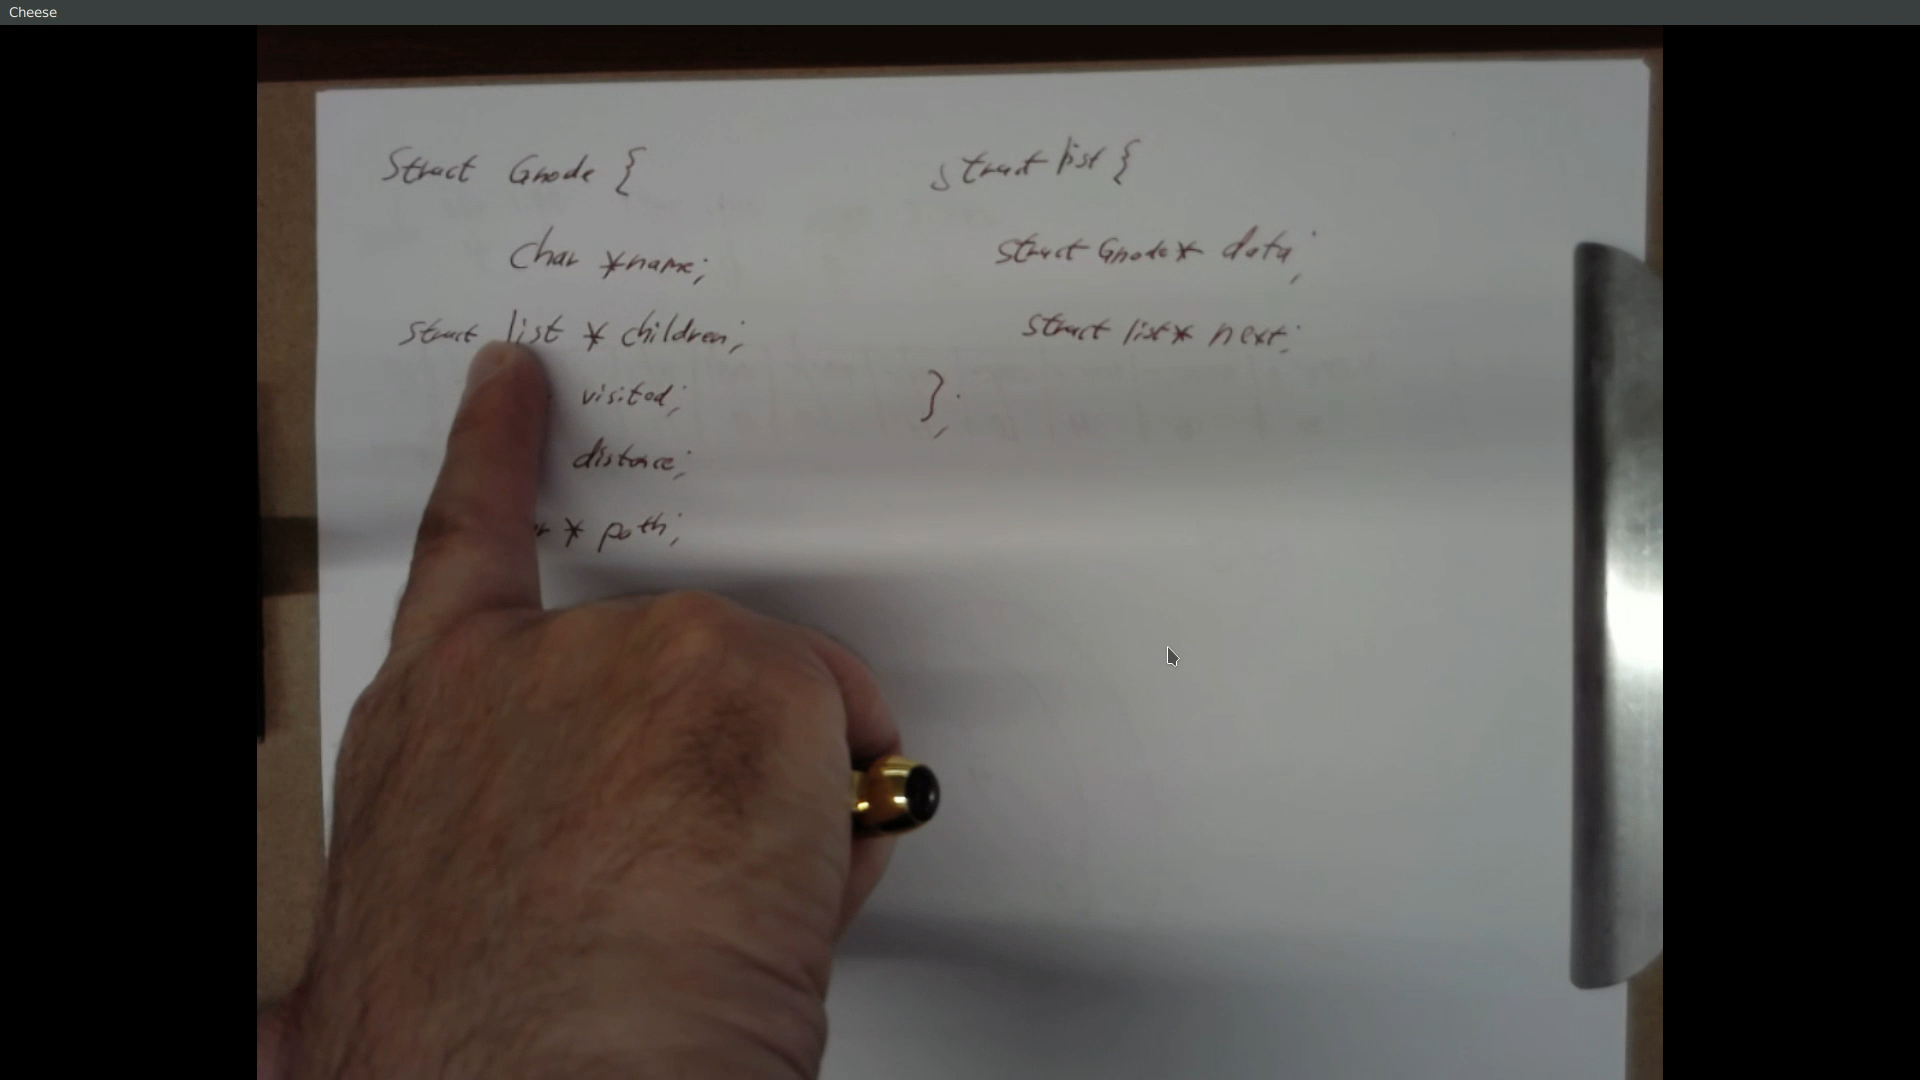 Cheese
Struct Gnode {
char *name;
struct list * children;
visited;
distance;
* path;
struct list {
struct Gnode* data;
struct list* next;
};